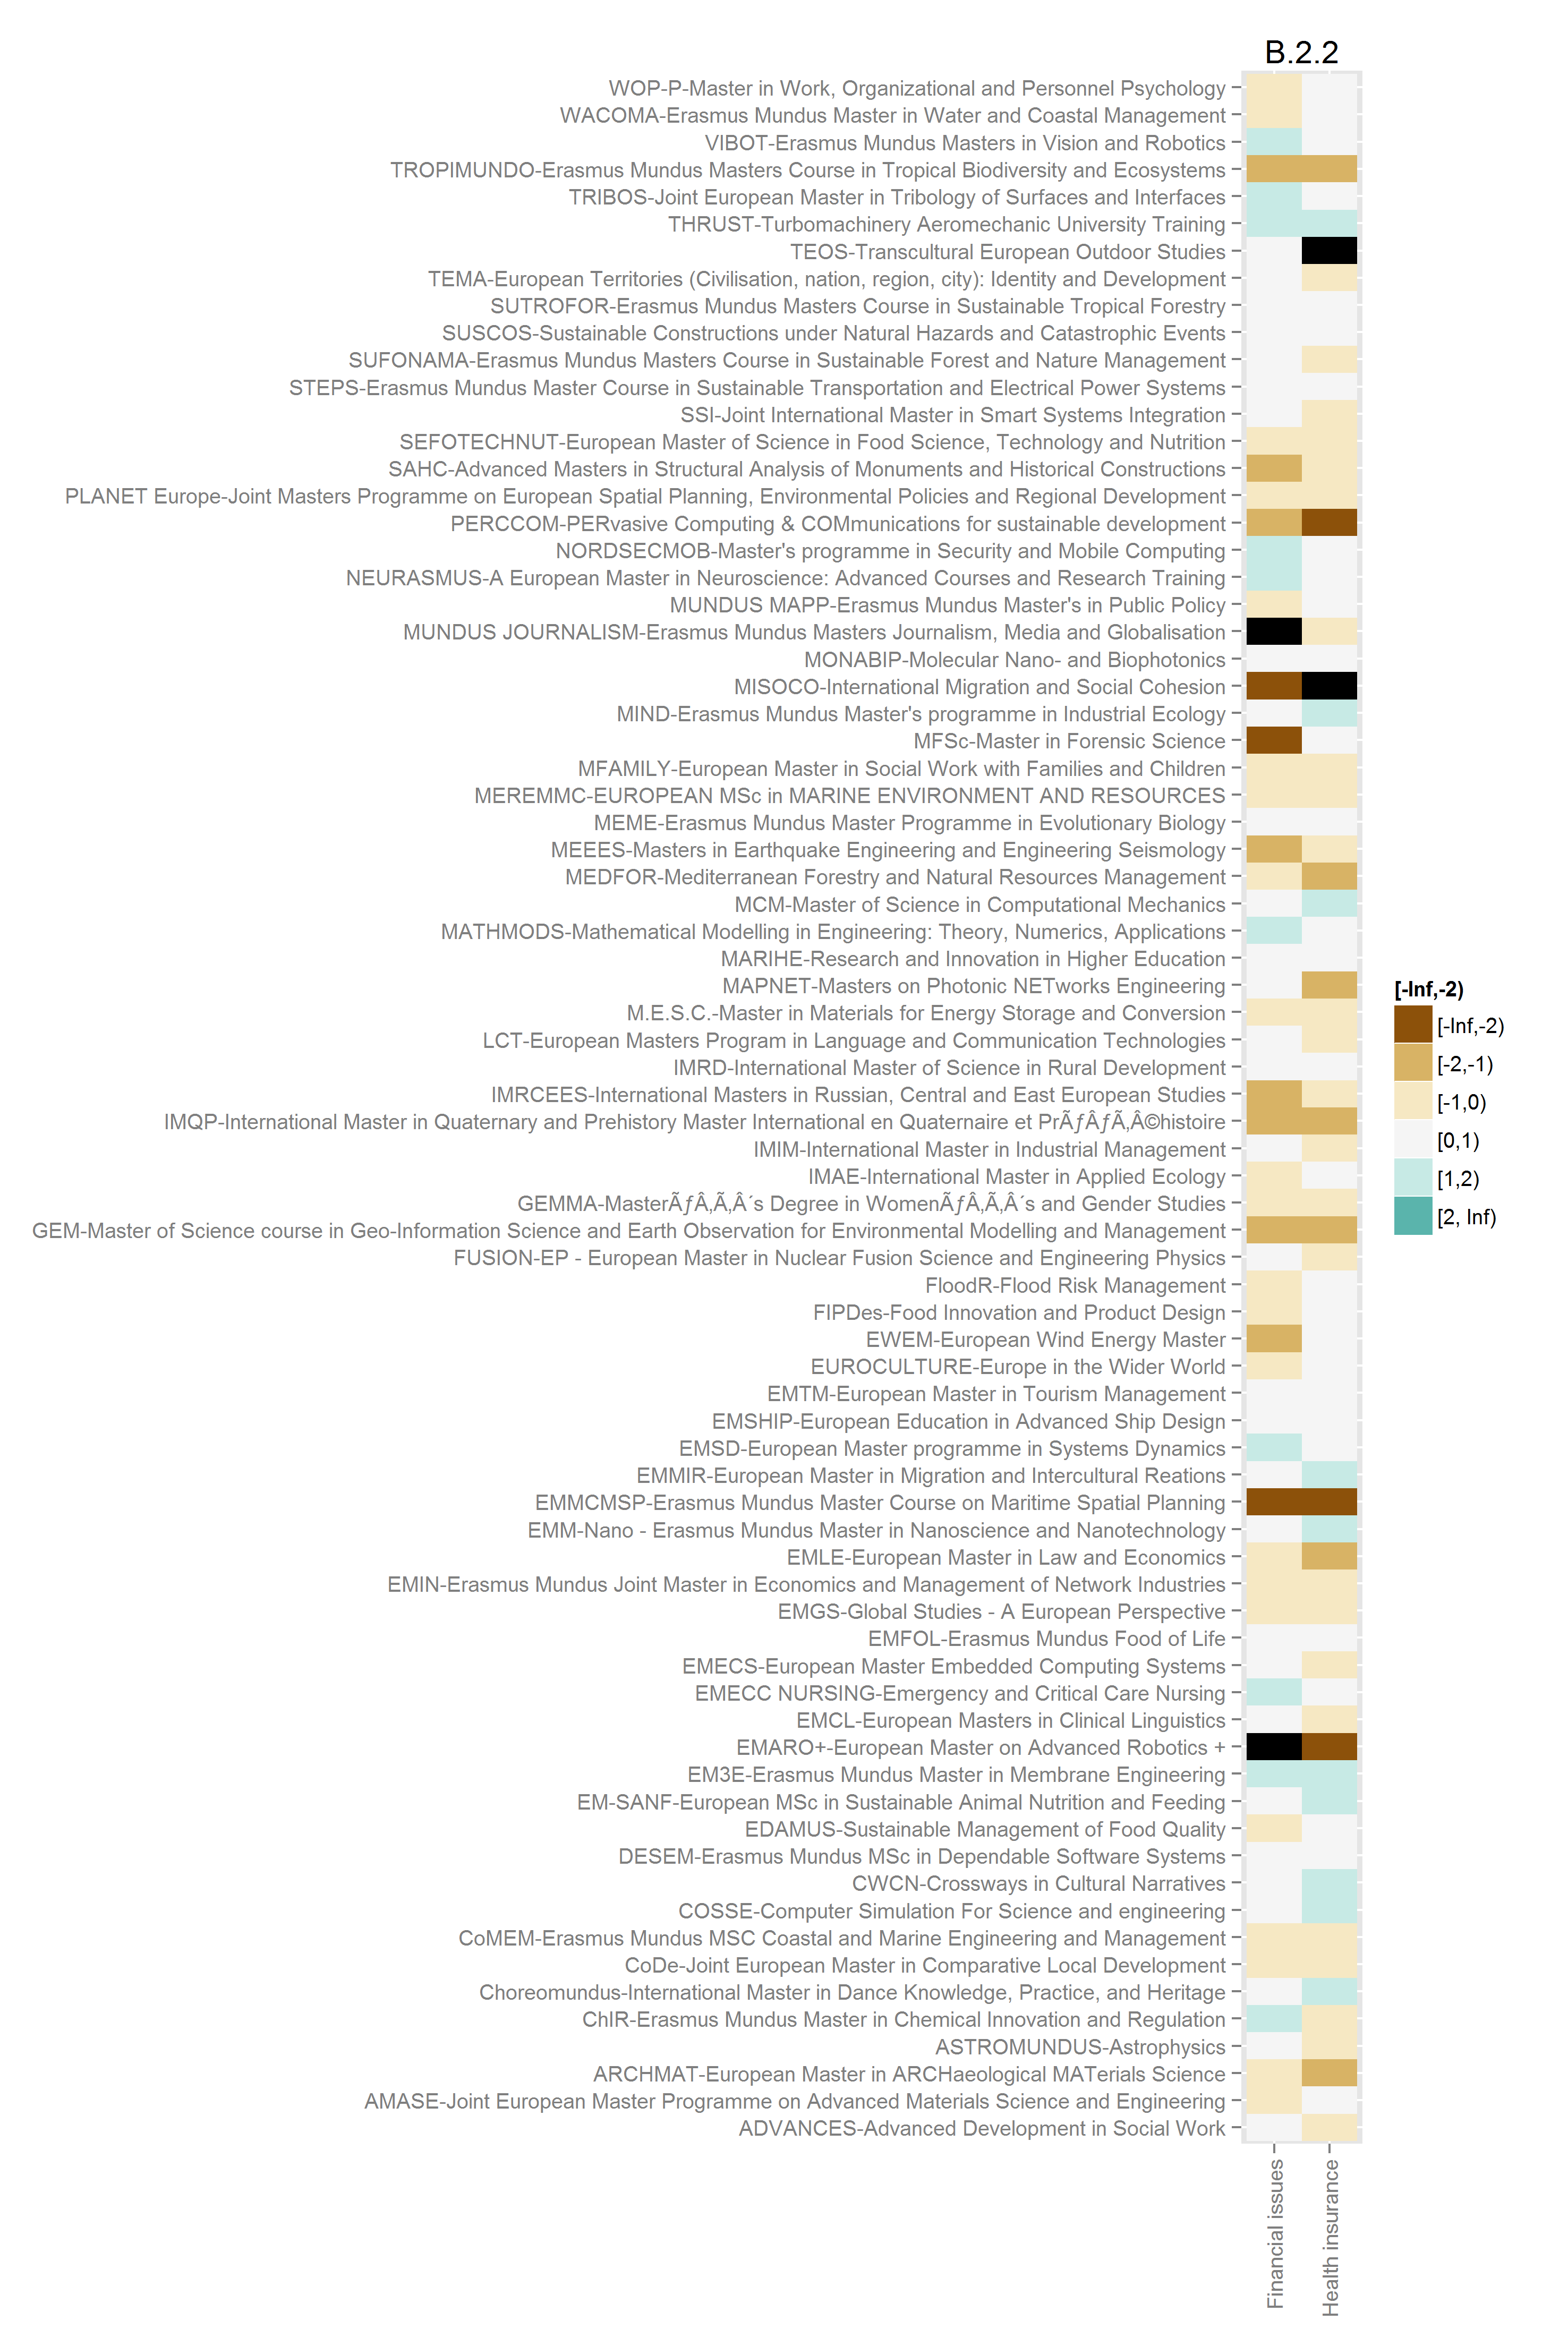 B.2.2
WOP-P-Master in Work, Organizational and Personnel Psychology
WACOMA-Erasmus Mundus Master in Water and Coastal Management
VIBOT-Erasmus Mundus Masters in Vision and Robotics
TROPIMUNDO-Erasmus Mundus Masters Course in Tropical Biodiversity and Ecosystems
TRIBOS-Joint European Master in Tribology of Surfaces and Interfaces
THRUST-Turbomachinery Aeromechanic University Training
TEOS-Transcultural European Outdoor Studies
TEMA-European Territories (Civilisation, nation, region, city): Identity and Development
SUTROFOR-Erasmus Mundus Masters Course in Sustainable Tropical Forestry
SUSCOS-Sustainable Constructions under Natural Hazards and Catastrophic Events
SUFONAMA-Erasmus Mundus Masters Course in Sustainable Forest and Nature Management
STEPS-Erasmus Mundus Master Course in Sustainable Transportation and Electrical Power Systems
SSI-Joint International Master in Smart Systems Integration
SEFOTECHNUT-European Master of Science in Food Science, Technology and Nutrition
SAHC-Advanced Masters in Structural Analysis of Monuments and Historical Constructions
PLANET Europe-Joint Masters Programme on European Spatial Planning, Environmental Policies and Regional Development
PERCCOM-PERvasive Computing & COMmunications for sustainable development
NORDSECMOB-Master's programme in Security and Mobile Computing
NEURASMUS-A European Master in Neuroscience: Advanced Courses and Research Training
MUNDUS MAPP-Erasmus Mundus Master's in Public Policy
MUNDUS JOURNALISM-Erasmus Mundus Masters Journalism, Media and Globalisation
MONABIP-Molecular Nano- and Biophotonics
MISOCO-International Migration and Social Cohesion
MIND-Erasmus Mundus Master's programme in Industrial Ecology
MFSc-Master in Forensic Science
MFAMILY-European Master in Social Work with Families and Children
MEREMMC-EUROPEAN MSc in MARINE ENVIRONMENT AND RESOURCES
MEME-Erasmus Mundus Master Programme in Evolutionary Biology
MEEES-Masters in Earthquake Engineering and Engineering Seismology
MEDFOR-Mediterranean Forestry and Natural Resources Management
MCM-Master of Science in Computational Mechanics
MATHMODS-Mathematical Modelling in Engineering: Theory, Numerics, Applications
MARIHE-Research and Innovation in Higher Education
MAPNET-Masters on Photonic NETworks Engineering
M.E.S.C.-Master in Materials for Energy Storage and Conversion
LCT-European Masters Program in Language and Communication Technologies
IMRD-International Master of Science in Rural Development
IMRCEES-International Masters in Russian, Central and East European Studies
IMQP-International Master in Quaternary and Prehistory Master International en Quaternaire et PrÃƒÂƒÃ‚Â©histoire
IMIM-International Master in Industrial Management
IMAE-International Master in Applied Ecology
GEMMA-MasterÃƒÂ‚Ã‚Â´s Degree in WomenÃƒÂ‚Ã‚Â´s and Gender Studies
GEM-Master of Science course in Geo-Information Science and Earth Observation for Environmental Modelling and Management
FUSION-EP - European Master in Nuclear Fusion Science and Engineering Physics
FloodR-Flood Risk Management
FIPDes-Food Innovation and Product Design
EWEM-European Wind Energy Master
EUROCULTURE-Europe in the Wider World
EMTM-European Master in Tourism Management
EMSHIP-European Education in Advanced Ship Design
EMSD-European Master programme in Systems Dynamics
EMMIR-European Master in Migration and Intercultural Reations
EMMCMSP-Erasmus Mundus Master Course on Maritime Spatial Planning
EMM-Nano - Erasmus Mundus Master in Nanoscience and Nanotechnology
EMLE-European Master in Law and Economics
EMIN-Erasmus Mundus Joint Master in Economics and Management of Network Industries
EMGS-Global Studies - A European Perspective
EMFOL-Erasmus Mundus Food of Life
EMECS-European Master Embedded Computing Systems
EMECC NURSING-Emergency and Critical Care Nursing
EMCL-European Masters in Clinical Linguistics
EMARO+-European Master on Advanced Robotics +
EM3E-Erasmus Mundus Master in Membrane Engineering
EM-SANF-European MSc in Sustainable Animal Nutrition and Feeding
EDAMUS-Sustainable Management of Food Quality
DESEM-Erasmus Mundus MSc in Dependable Software Systems
CWCN-Crossways in Cultural Narratives
COSSE-Computer Simulation For Science and engineering
CoMEM-Erasmus Mundus MSC Coastal and Marine Engineering and Management
CoDe-Joint European Master in Comparative Local Development
Choreomundus-International Master in Dance Knowledge, Practice, and Heritage
ChIR-Erasmus Mundus Master in Chemical Innovation and Regulation
ASTROMUNDUS-Astrophysics
ARCHMAT-European Master in ARCHaeological MATerials Science
AMASE-Joint European Master Programme on Advanced Materials Science and Engineering
ADVANCES-Advanced Development in Social Work
Financial issues
Health insurance
[-Inf,-2)
[-Inf,-2)
[-2,-1)
[-1,0)
[0,1)
[1,2)
[2, Inf)